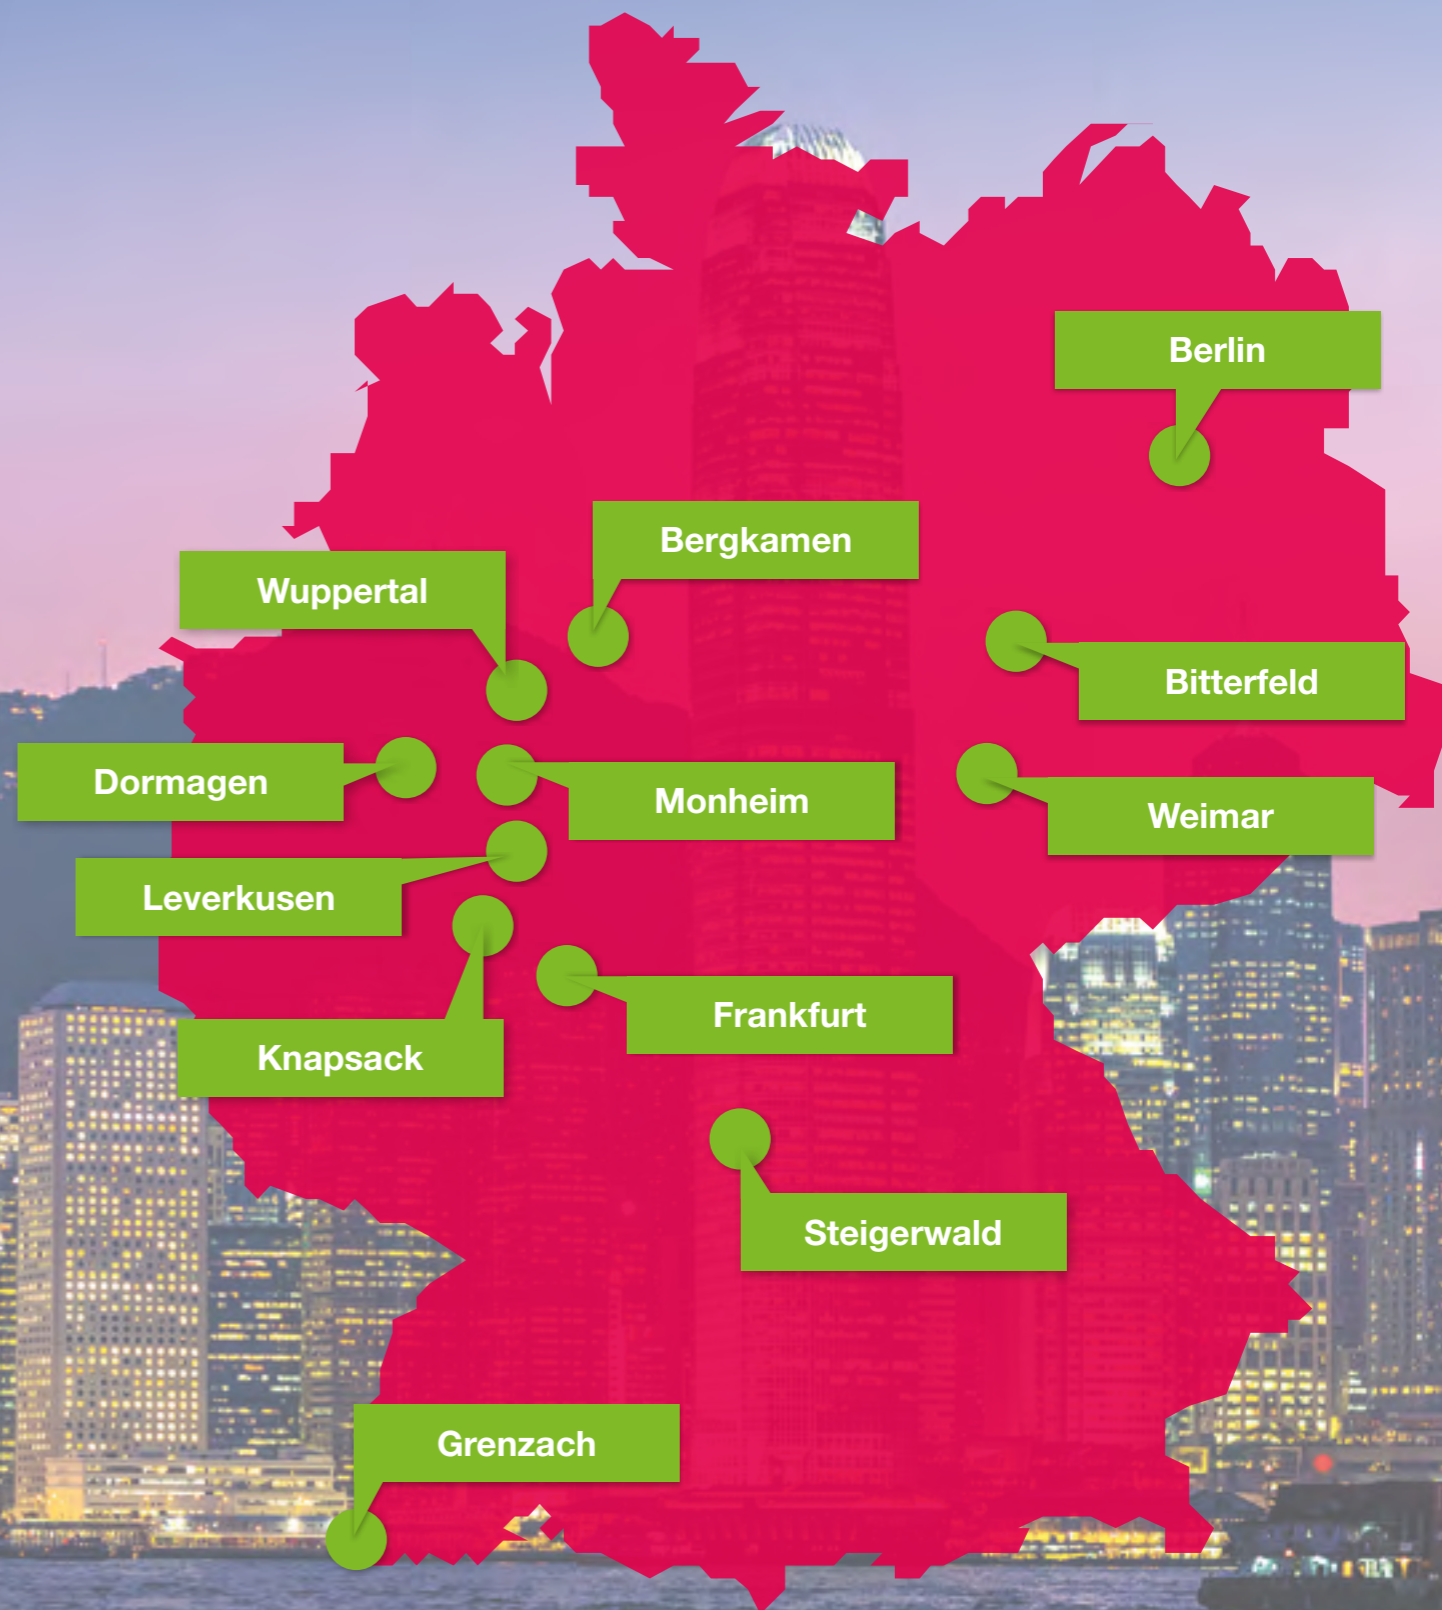 Berlin
Bergkamen
Wuppertal
Bitterfeld
Dormagen
Monheim
Weimar
Leverkusen
Frankfurt
Knapsack
Steigerwald
Grenzach